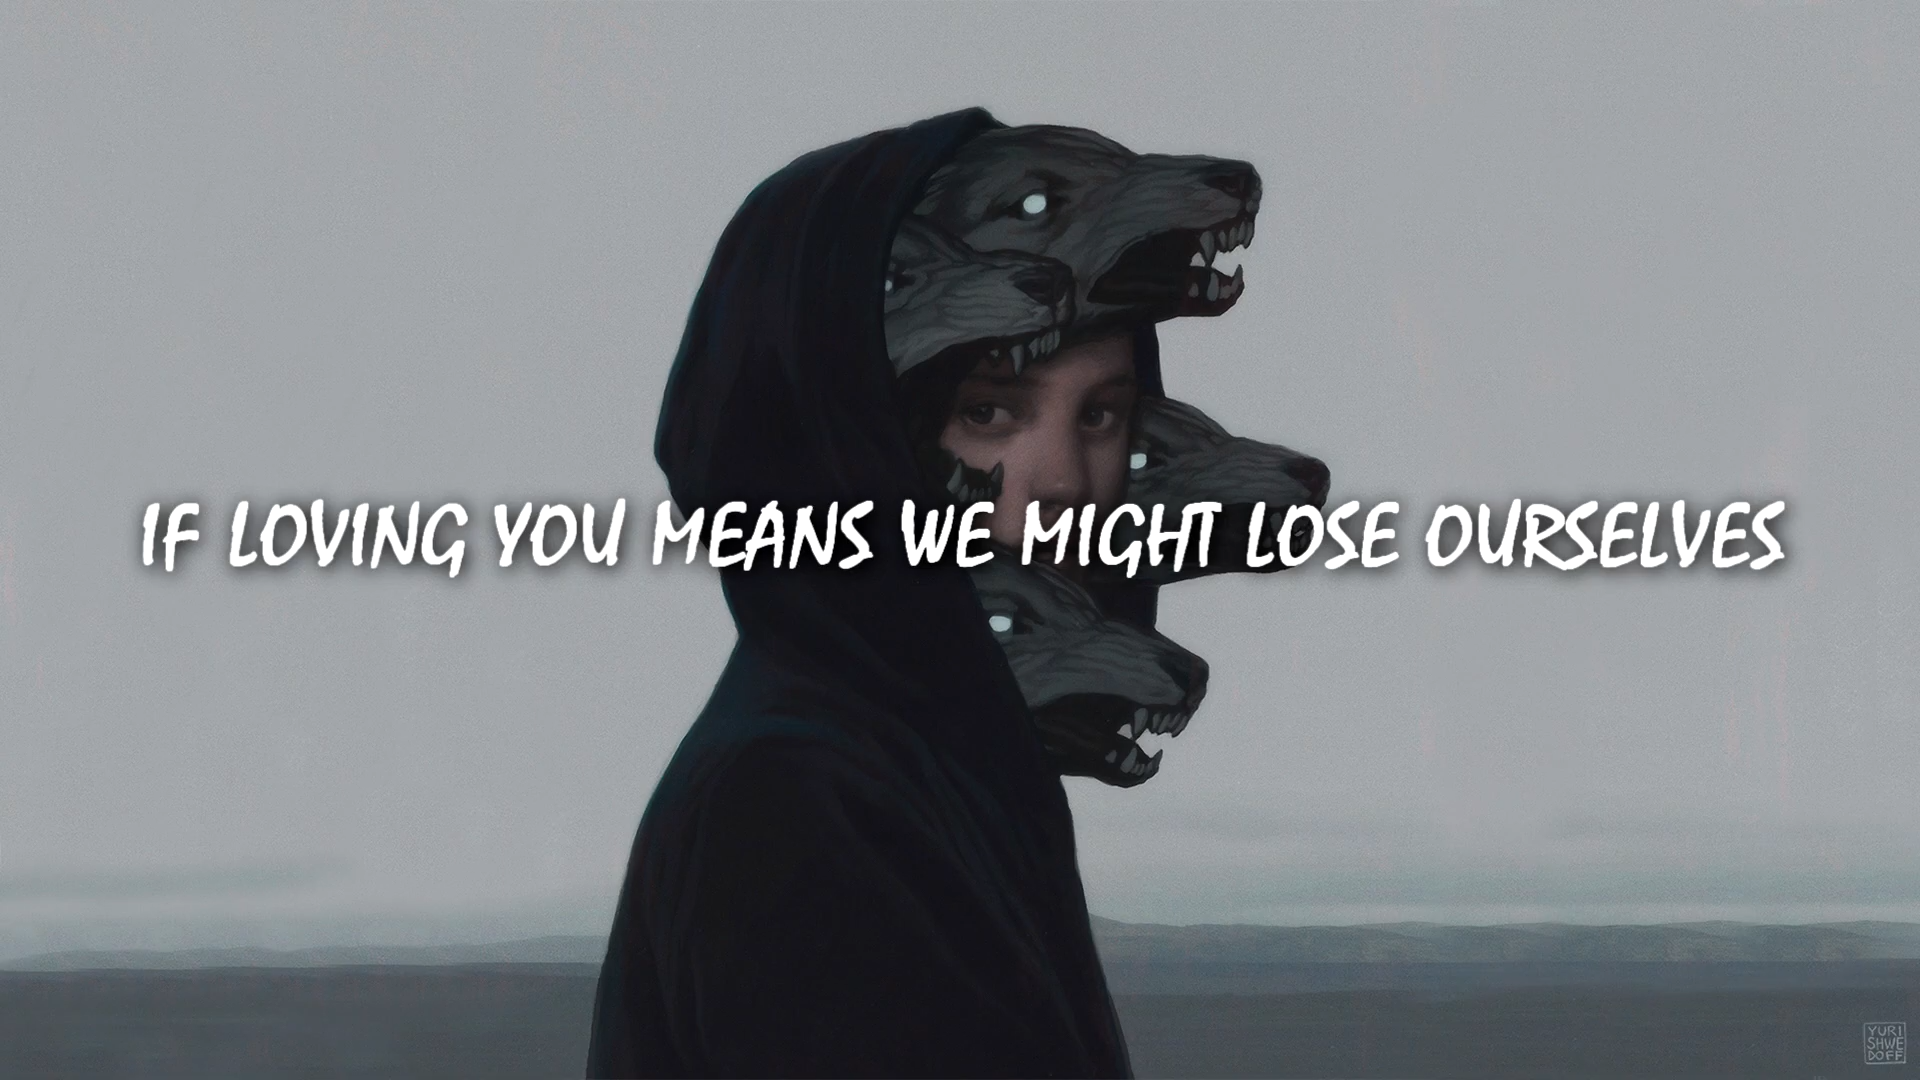 IF LOVING YOU MEANS WE MIGHT LOSE OURSELVES
YURI
SHWE
DOFF